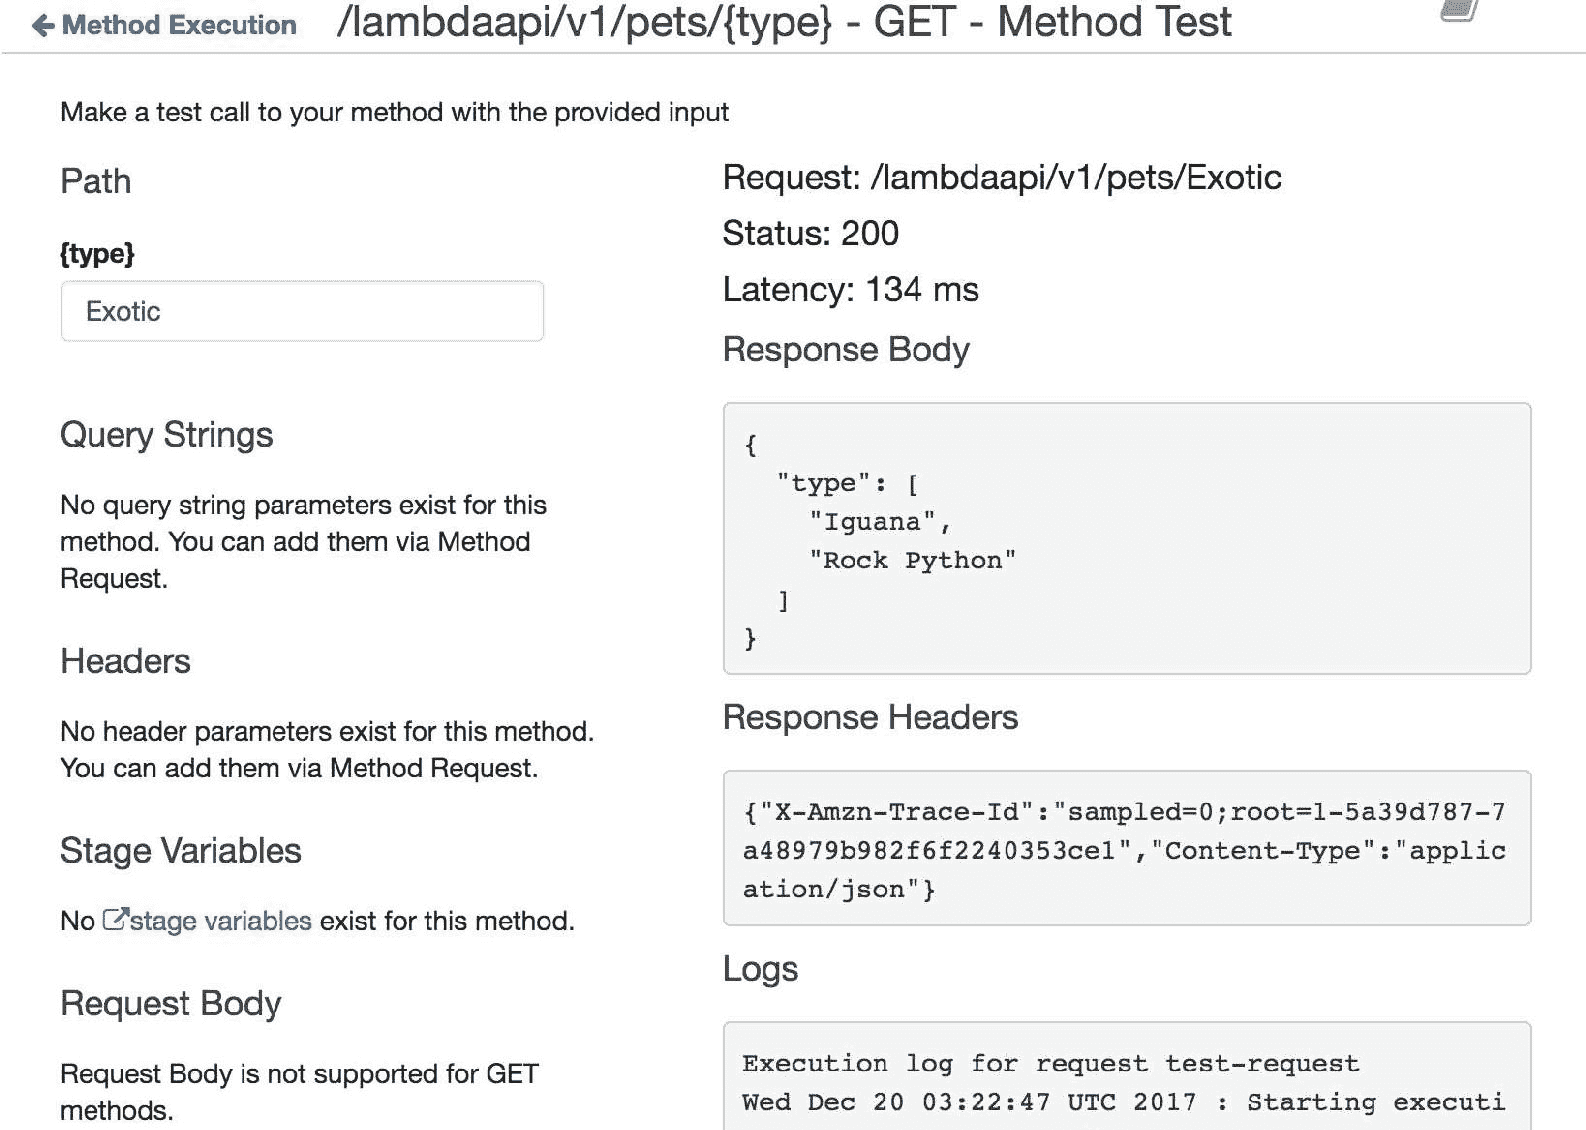 Method Execution /lambdaapi/v1/pets/{type} - GET - Method Test
Make a test call to your method with the provided input
Path
{type}
Exotic
Query Strings
No query string parameters exist for this
method. You can add them via Method
Request.
Headers
No header parameters exist for this method.
You can add them via Method Request.
Stage Variables
No stage variables exist for this method.
Request Body
Request Body is not supported for GET
methods.
Request: /lambdaapi/v1/pets/Exotic
Status: 200
Latency: 134 ms
Response Body
{
"type": [
"Iguana",
"Rock Python"
]
}
Response Headers
{"X-Amzn-Trace-Id":"sampled=0;root=1-5a39d787-7
a48979b982f6f2240353ce1","Content-Type":"applic
ation/json"}
Logs
Execution log for request test-request
Wed Dec 20 03:22:47 UTC 2017 : Starting executi